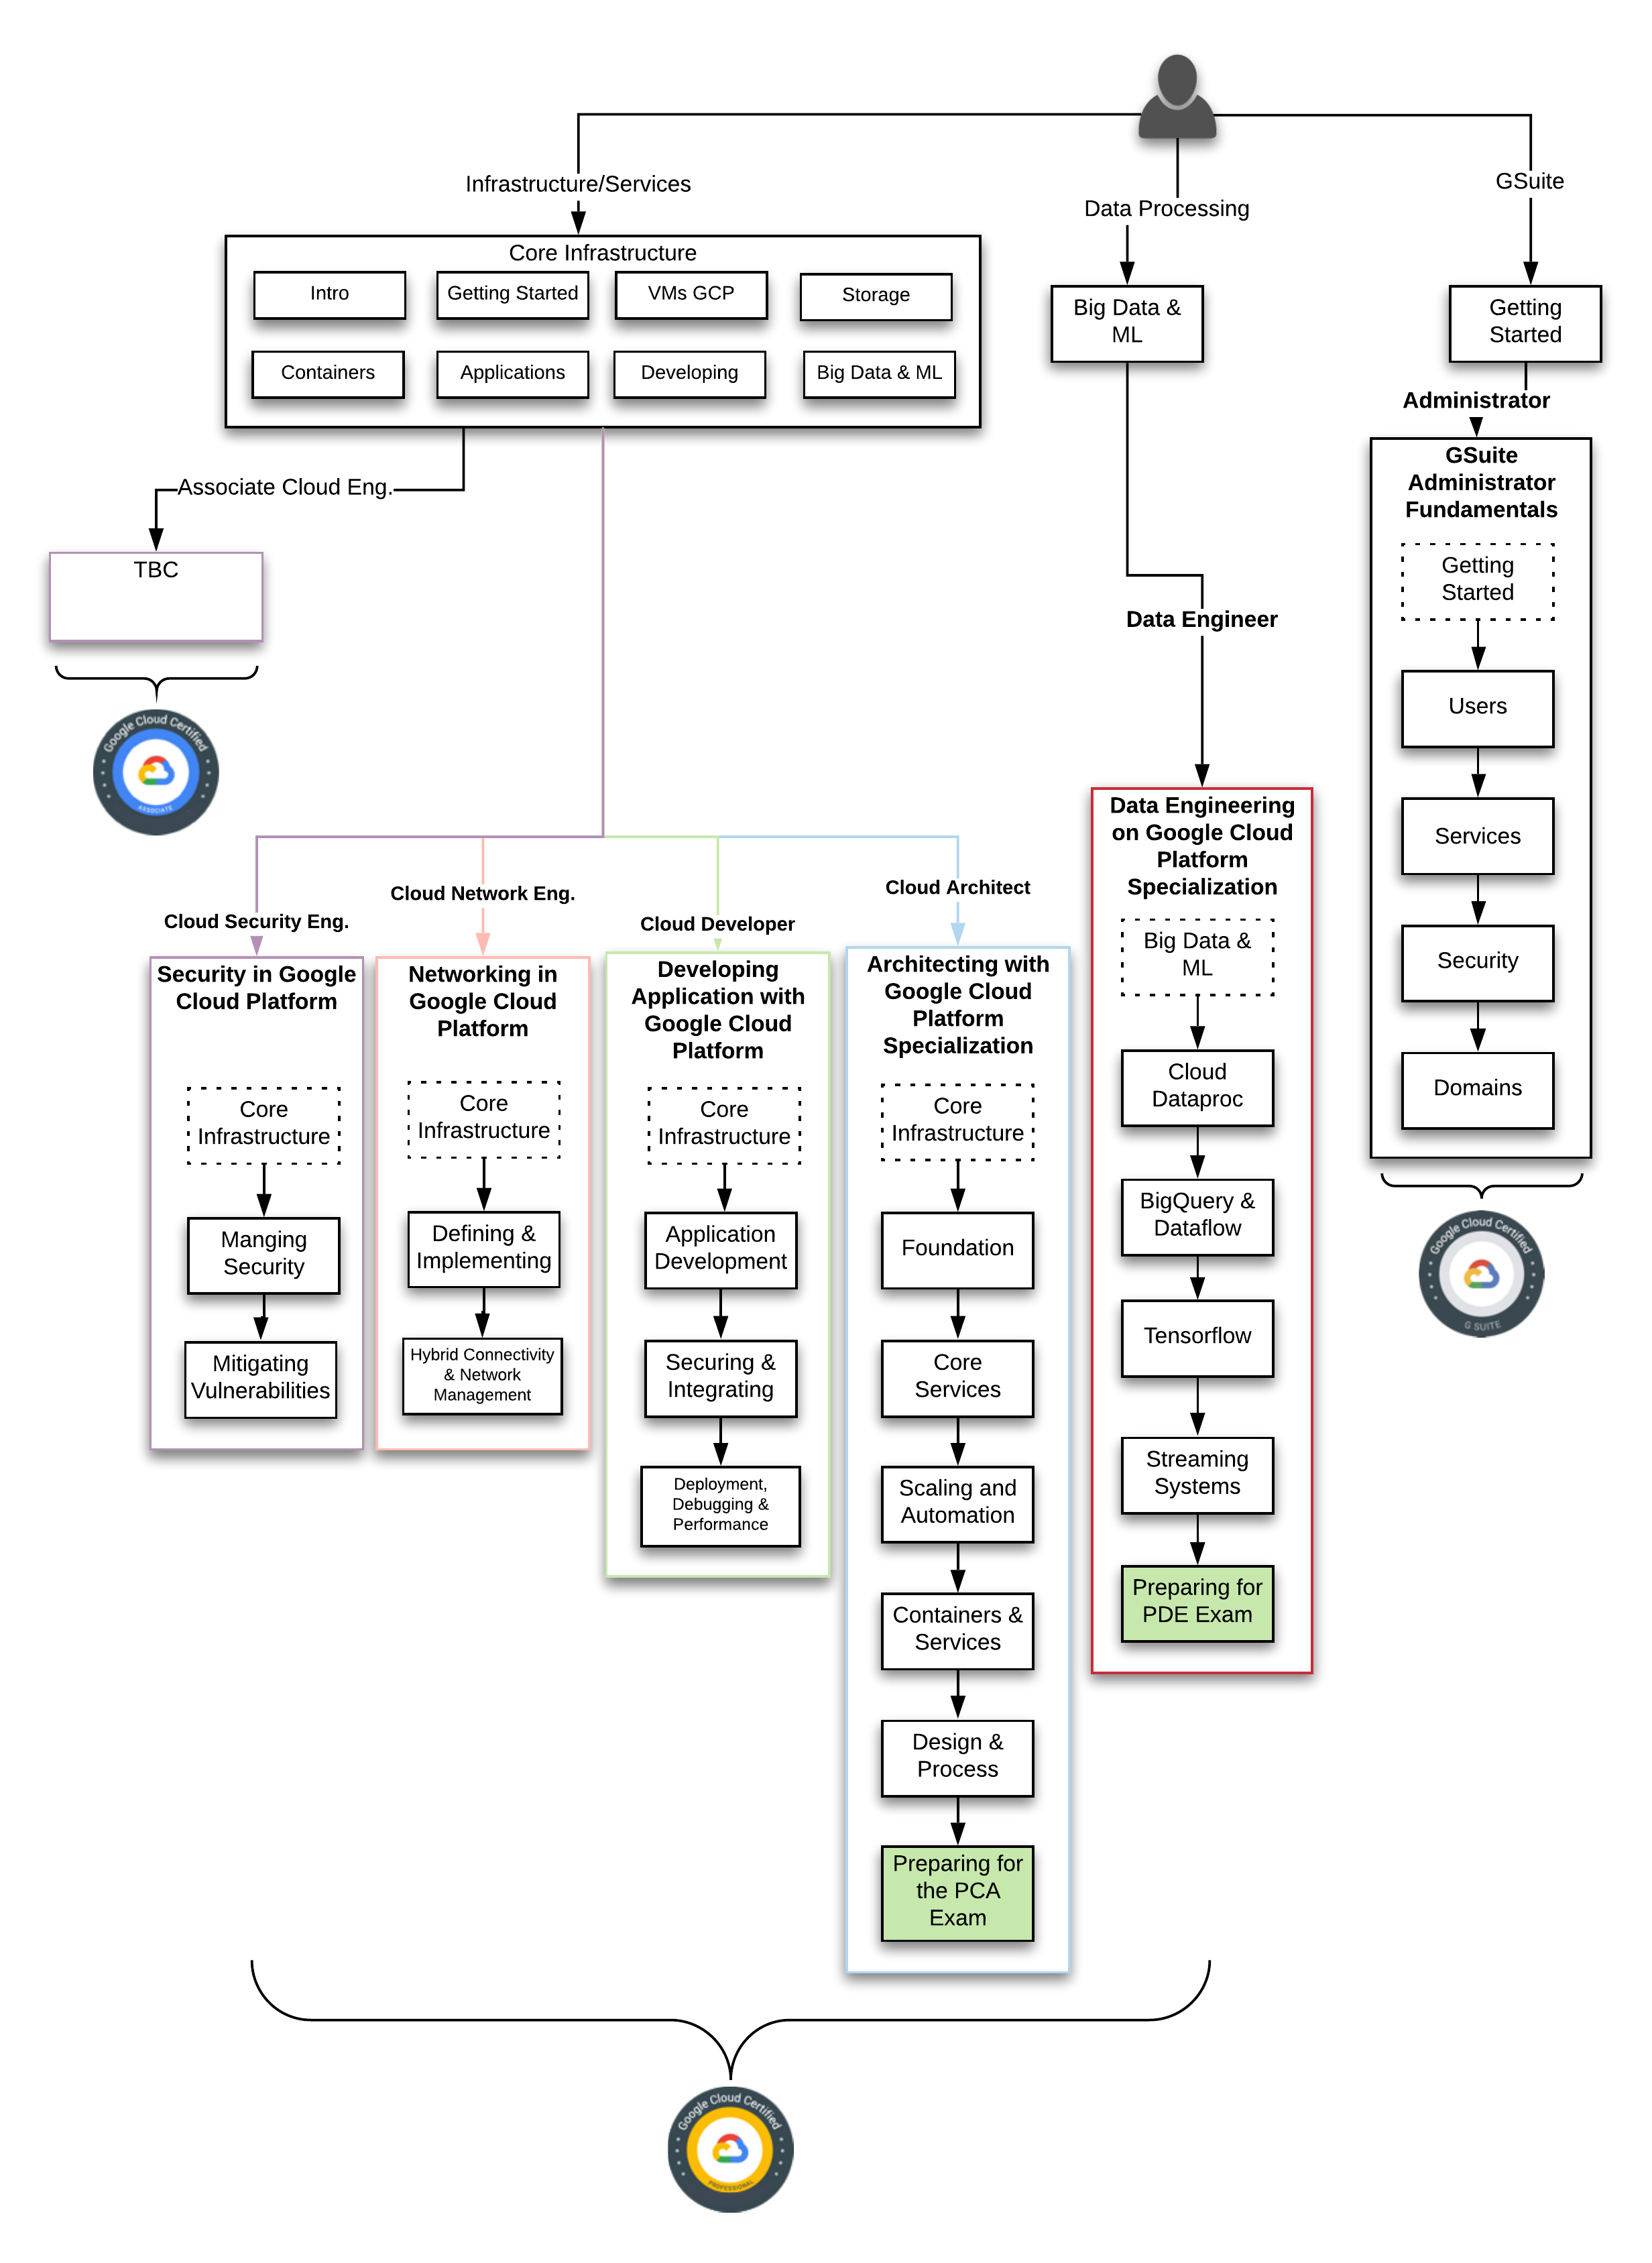 Infrastructure/Services
Data Processing
GSuite
Core Infrastructure
Intro
Getting Started
VMs GCP
Storage
Containers
Applications
Developing
Big Data & ML
Big Data &
ML
Getting
Started
Administrator
Associate Cloud Eng.
TBC
Google Cloud Certified
ASSOCIATE
Data Engineer
GSuite
Administrator
Fundamentals
Getting
Started
Users
Services
Security
Domains
Google Cloud Certified
G SUITE
Cloud Security Eng.
Cloud Network Eng.
Cloud Developer
Cloud Architect
Security in Google
Cloud Platform
Core
Infrastructure
Manging
Security
Mitigating
Vulnerabilities
Networking in
Google Cloud
Platform
Core
Infrastructure
Defining &
Implementing
Hybrid Connectivity
& Network
Management
Developing
Application with
Google Cloud
Platform
Core
Infrastructure
Application
Development
Securing &
Integrating
Deployment,
Debugging &
Performance
Architecting with
Google Cloud
Platform
Specialization
Core
Infrastructure
Foundation
Core
Services
Scaling and
Automation
Containers &
Services
Design &
Process
Preparing for
the PCA
Exam
Data Engineering
on Google Cloud
Platform
Specialization
Big Data &
ML
Cloud
Dataproc
BigQuery &
Dataflow
Tensorflow
Streaming
Systems
Preparing for
PDE Exam
Google Cloud Certified
PROFESSIONAL